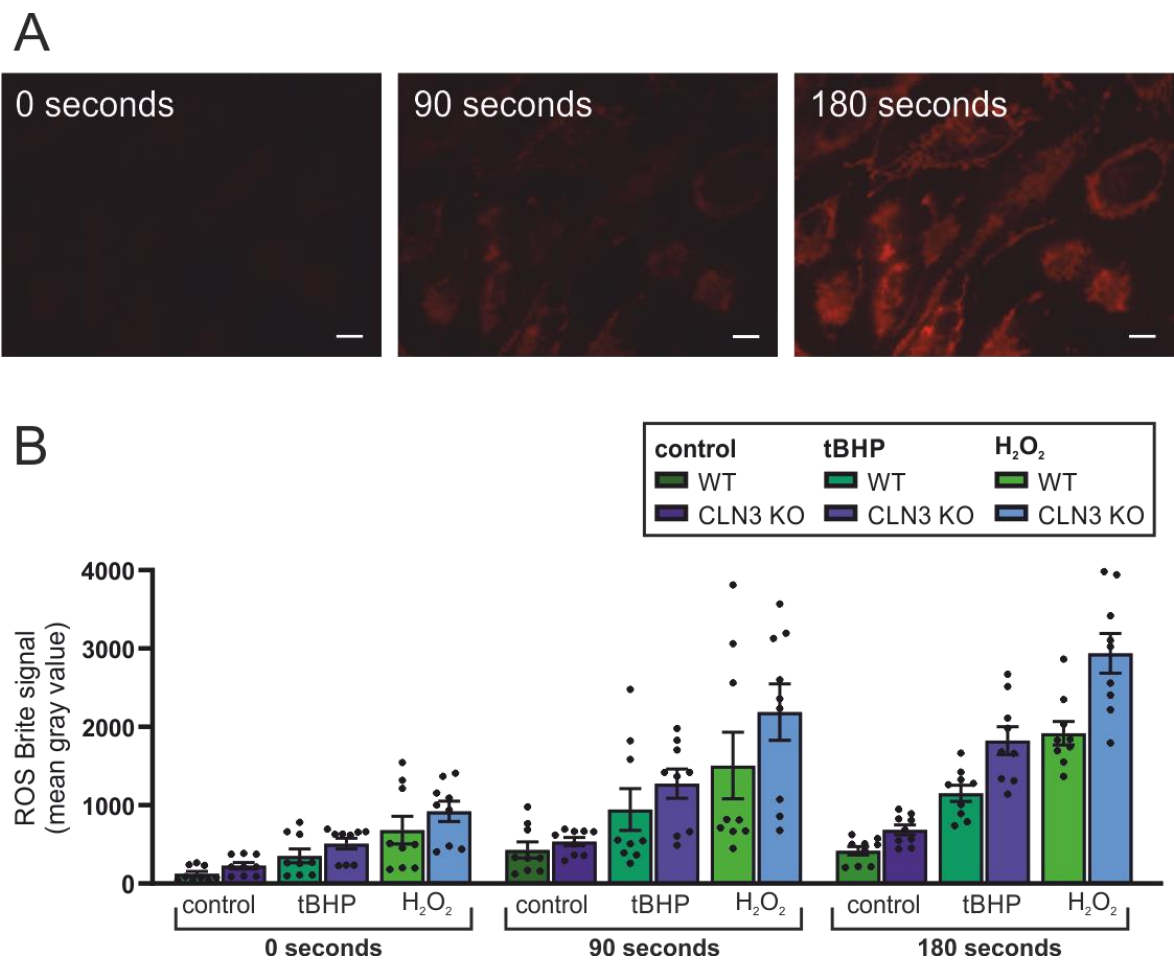 A
0 seconds
90 seconds
180 seconds
B
control tBHP H₂O₂
WT WT WT
CLN3 KO CLN3 KO CLN3 KO
ROS Brite signal
(mean gray value)
4000
3000
2000
1000
0
control tBHP H₂O₂ control tBHP H₂O₂ control tBHP H₂O₂
0 seconds 90 seconds 180 seconds